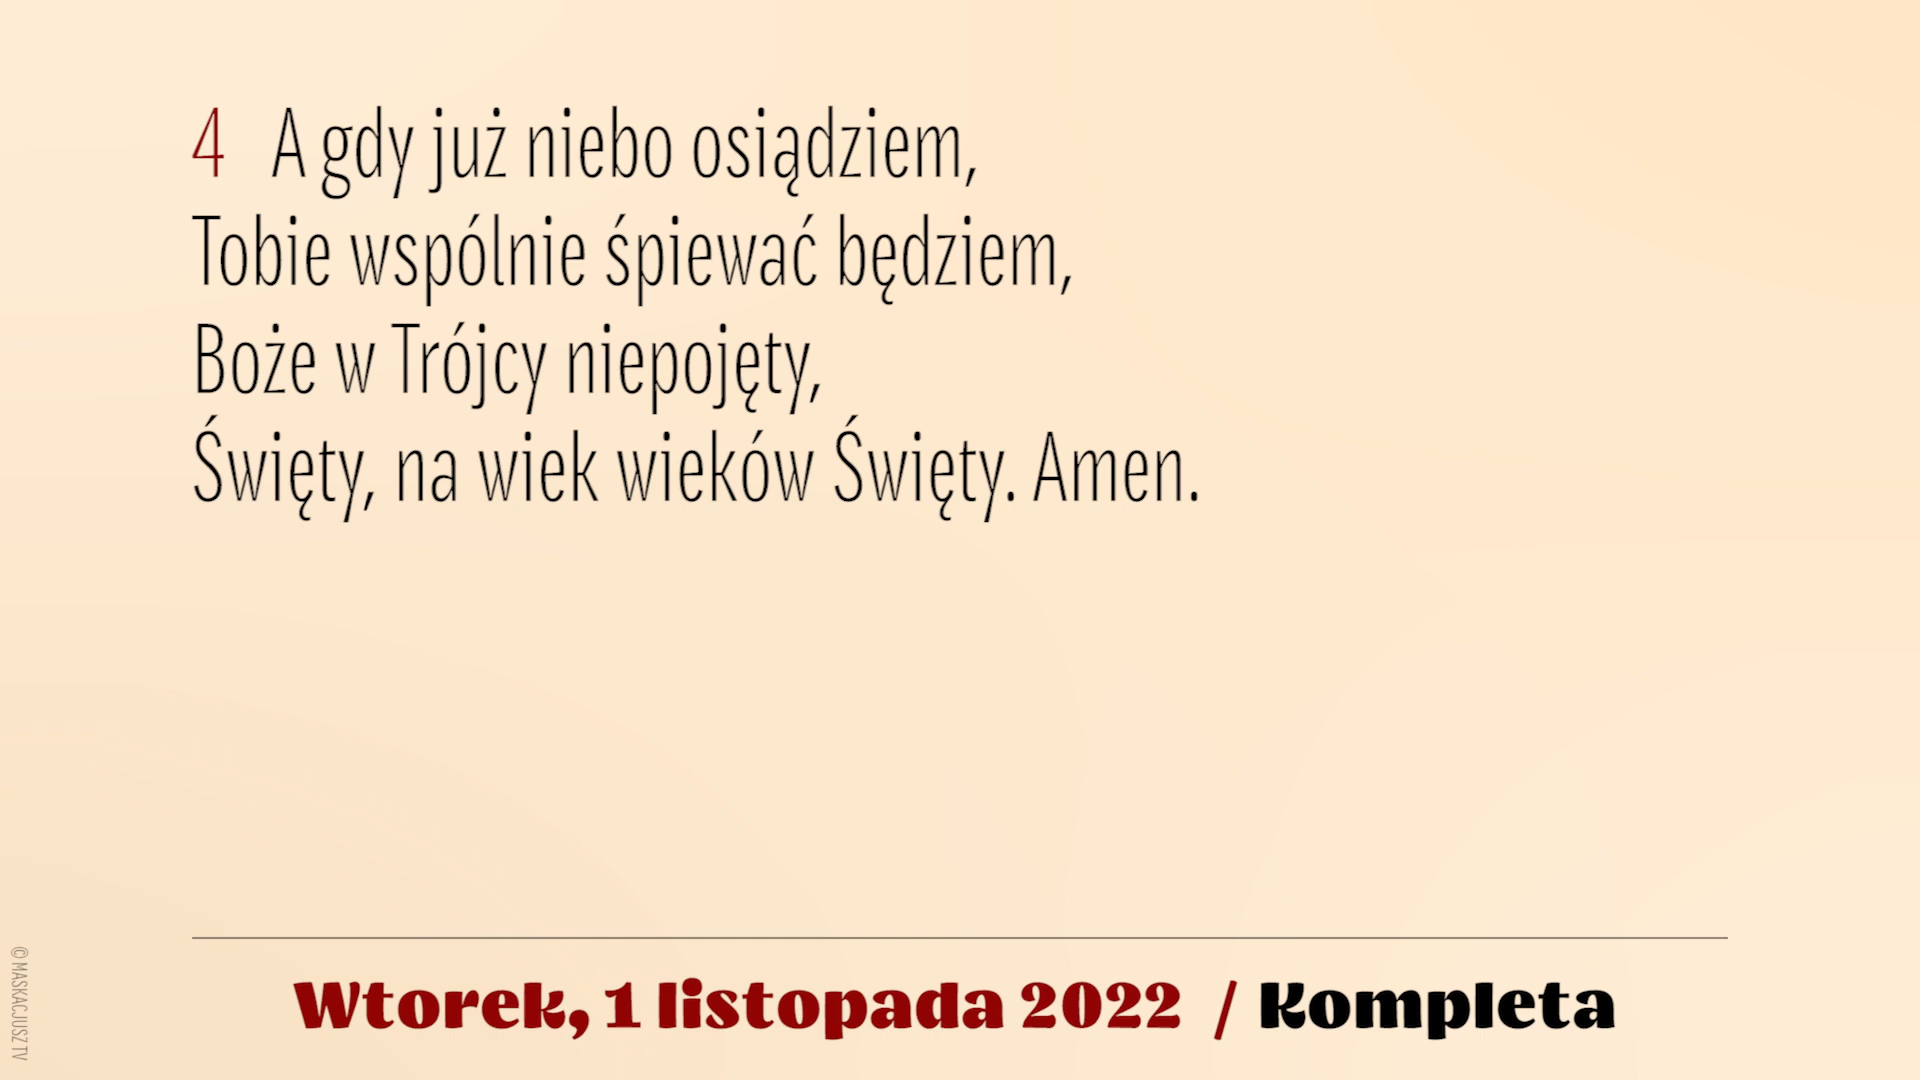 4 A gdy już niebo osiądziem,
Tobie wspólnie śpiewać będziem,
Boże w Trójcy niepojęty,
Święty, na wiek wieków Święty. Amen.
Wtorek, 1 listopada 2022 / Kompleta
© MASKACJUSZ TV